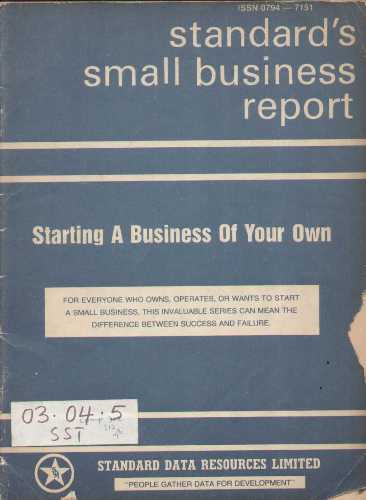 ISSN 0794 — 7151
standard's
small business
report
Starting A Business Of Your Own
FOR EVERYONE WHO OWNS, OPERATES, OR WANTS TO START
A SMALL BUSINESS, THIS INVALUABLE SERIES CAN MEAN THE
DIFFERENCE BETWEEN SUCCESS AND FAILURE.
03.04.5
SST
STANDARD DATA RESOURCES LIMITED
"PEOPLE GATHER DATA FOR DEVELOPMENT"